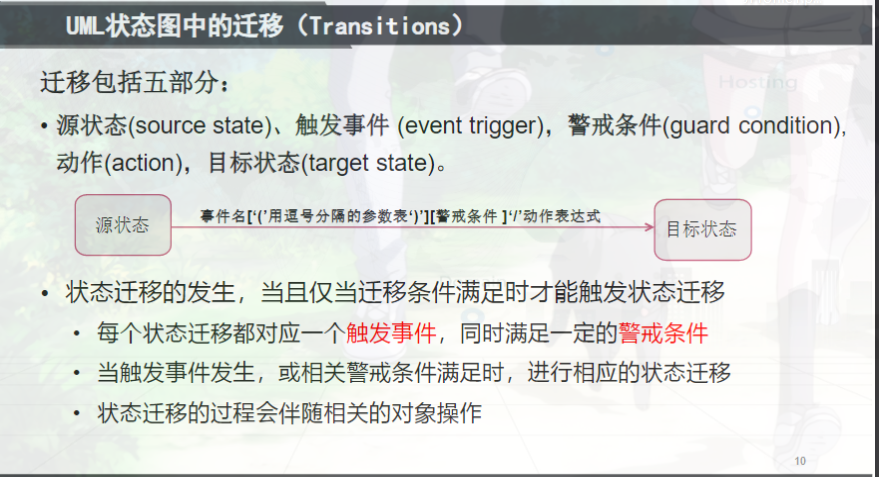 UML状态图中的迁移（Transitions）
Hosting
迁移包括五部分：
• 源状态(source state)、触发事件 (event trigger)，警戒条件(guard condition),
动作(action)，目标状态(target state)。
源状态
事件名[‘(’用逗号分隔的参数表‘)’][警戒条件 ]‘/’动作表达式
目标状态
• 状态迁移的发生，当且仅当迁移条件满足时才能触发状态迁移
• 每个状态迁移都对应一个触发事件，同时满足一定的警戒条件
• 当触发事件发生，或相关警戒条件满足时，进行相应的状态迁移
• 状态迁移的过程会伴随相关的对象操作
10